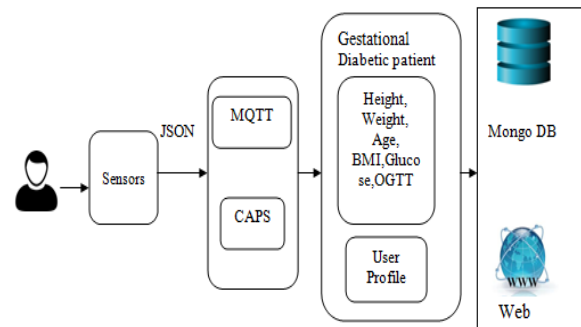 Sensors
JSON
MQTT
CAPS
Gestational
Diabetic patient
Height,
Weight,
Age,
BMI,Gluco
se,OGTT
User
Profile
Mongo DB
WWW
Web